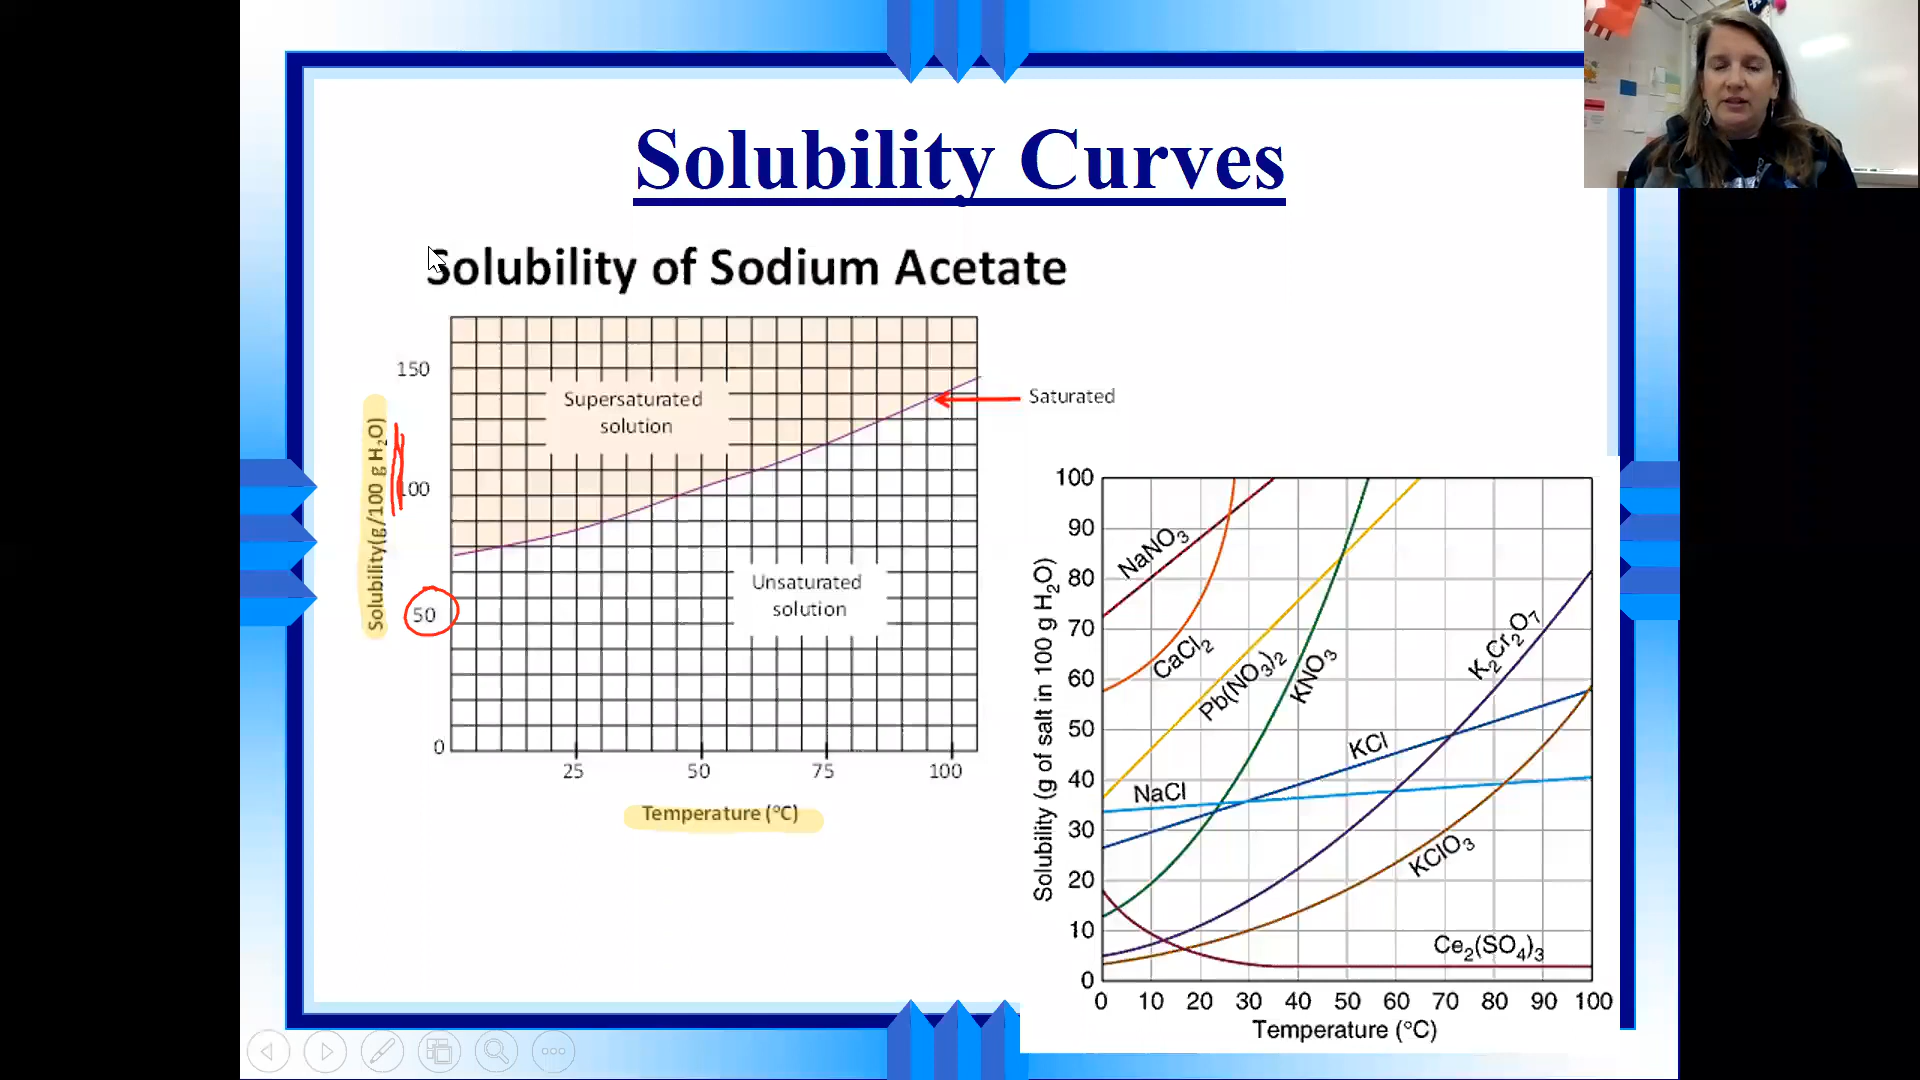 Solubility Curves
Solubility of Sodium Acetate
150
100
50
0
Solubility(g/100 g H₂O)
Supersaturated
solution
Saturated
Unsaturated
solution
25 50 75 100
Temperature (°C)
100
90
80
70
60
50
40
30
20
10
0
Solubility (g of salt in 100 g H₂O)
NaNO₃
CaCl₂
Pb(NO₃)₂
KNO₃
K₂Cr₂O₇
KCl
NaCl
KClO₃
Ce₂(SO₄)₃
0 10 20 30 40 50 60 70 80 90 100
Temperature (°C)